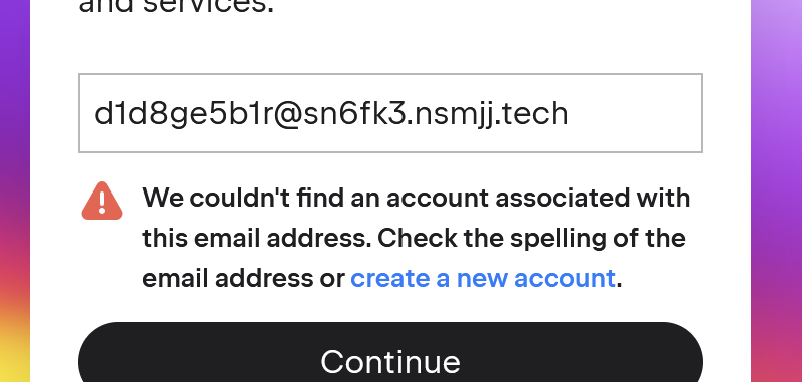 and services.
d1d8ge5b1r@sn6fk3.nsmjj.tech
We couldn't find an account associated with
this email address. Check the spelling of the
email address or create a new account.
Continue